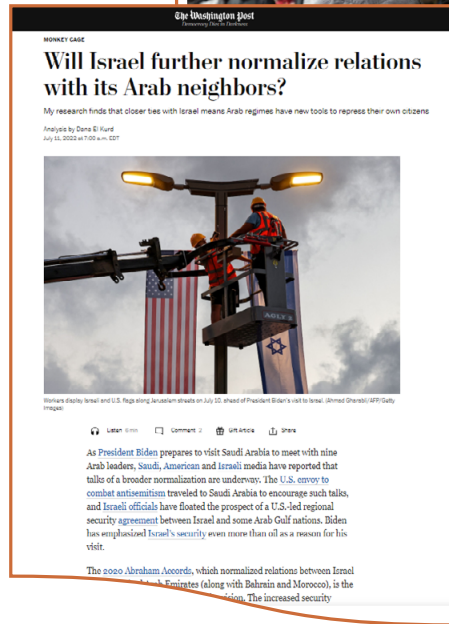 The Washington Post
Democracy Dies in Darkness
MONKEY CAGE
Will Israel further normalize relations
with its Arab neighbors?
My research finds that closer ties with Israel means Arab regimes have new tools to repress their own citizens
Analysis by Dana El Kurd
July 11, 2022 at 7:00 a.m. EDT
Workers display Israeli and U.S. flags along Jerusalem streets on July 10, ahead of President Biden's visit to Israel. (Ahmad Gharabli/AFP/Getty
Images)
Listen 6 min Comment 2 Gift Article Share
As President Biden prepares to visit Saudi Arabia to meet with nine
Arab leaders, Saudi, American and Israeli media have reported that
talks of a broader normalization are underway. The U.S. envoy to
combat antisemitism traveled to Saudi Arabia to encourage such talks,
and Israeli officials have floated the prospect of a U.S.-led regional
security agreement between Israel and some Arab Gulf nations. Biden
has emphasized Israel's security even more than oil as a reason for his
visit.
The 2020 Abraham Accords, which normalized relations between Israel
Emirates (along with Bahrain and Morocco), is the
The increased security